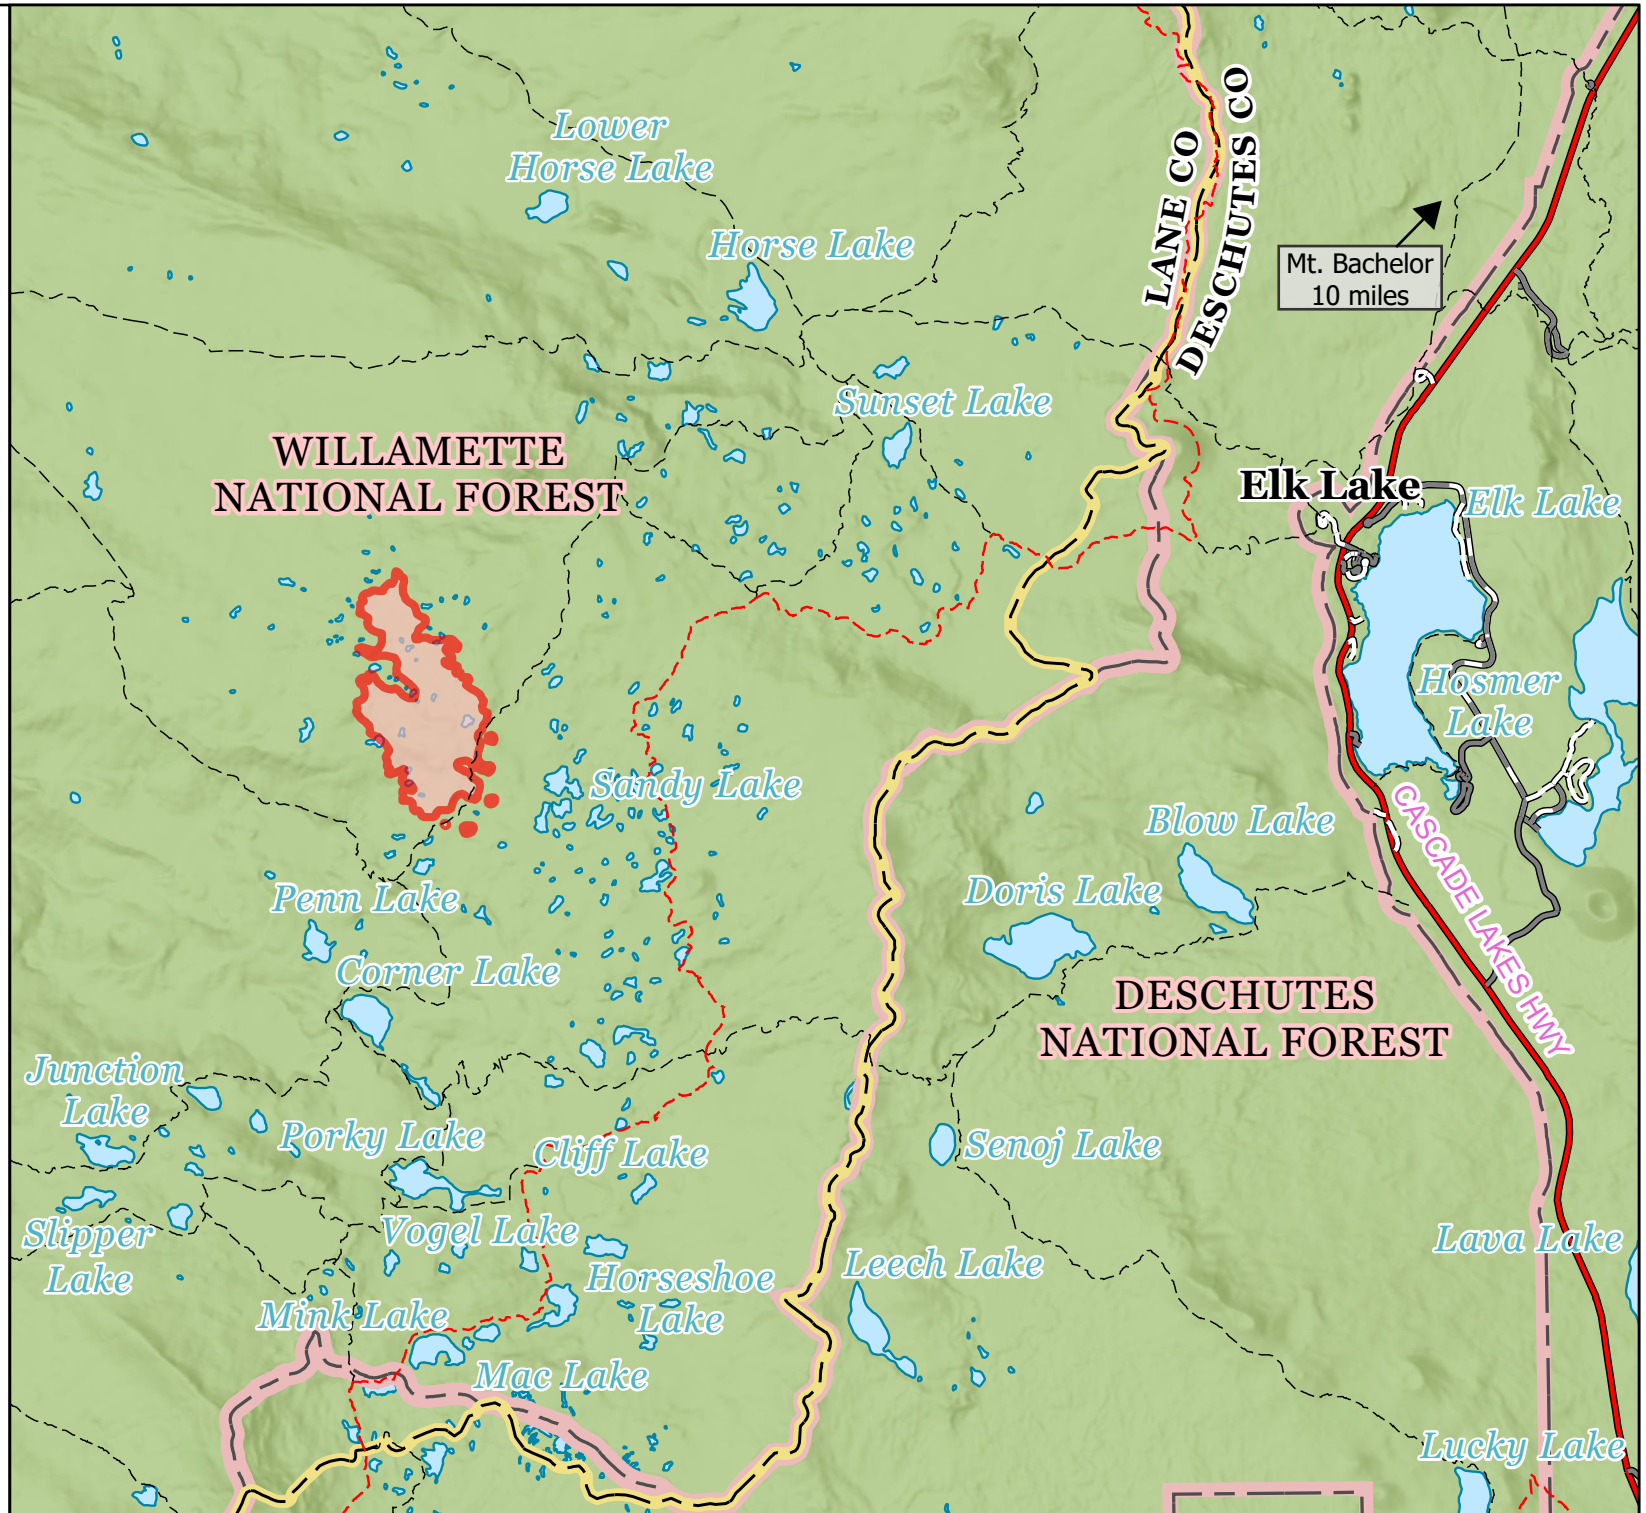 Lower
Horse Lake
Horse Lake
LANE CO
DESCHUTES CO
Mt. Bachelor
10 miles
Sunset Lake
WILLAMETTE
NATIONAL FOREST
Elk Lake
Elk Lake
Hosmer
Lake
Sandy Lake
Blow Lake
CASCADE LAKES HWY
Penn Lake
Doris Lake
Corner Lake
DESCHUTES
NATIONAL FOREST
Junction
Lake
Porky Lake
Cliff Lake
Senoj Lake
Slipper
Lake
Vogel Lake
Lava Lake
Leech Lake
Horseshoe
Lake
Mink Lake
Mac Lake
Lucky Lake